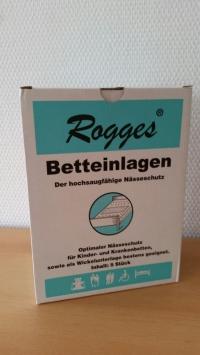 Rogges®
Betteinlagen
Der hochsaugfähige Nässeschutz
Optimaler Nässeschutz
für Kinder- und Krankenbetten,
sowie als Wickelunterlage bestens geeignet.
Inhalt: 5 Stück